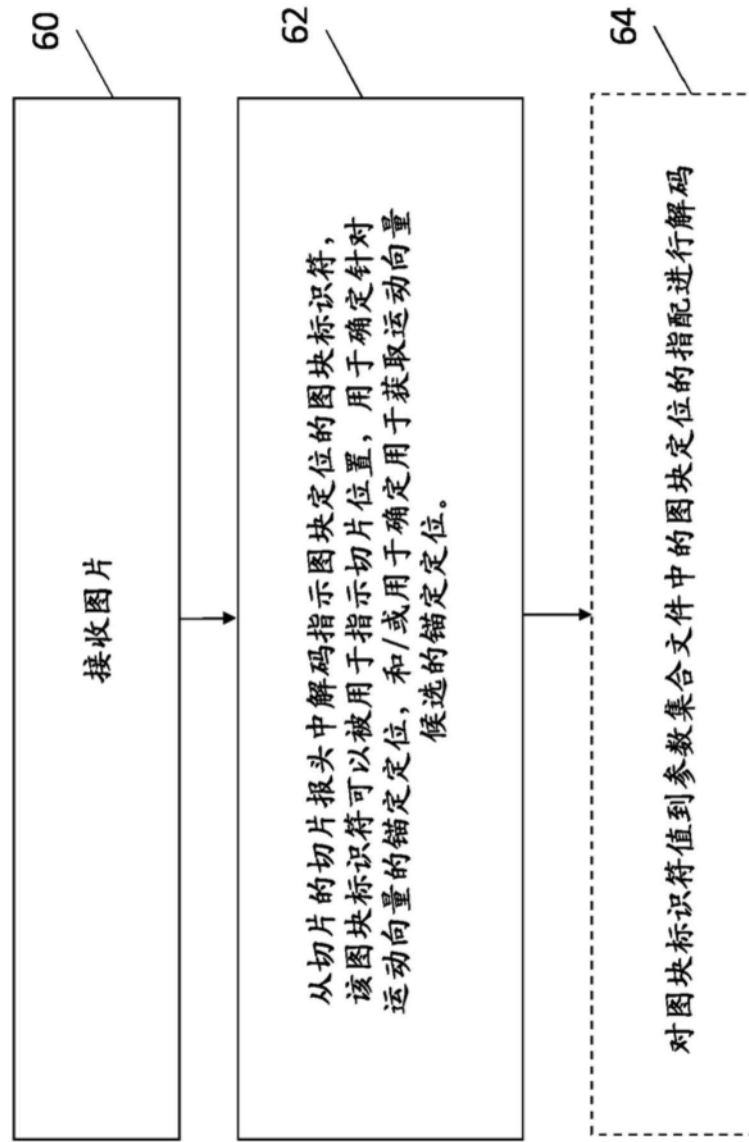 60
接收图片
62
从切片的切片报头中解码指示图块定位的图块标识符，
该图块标识符可以被用于指示切片位置，用于确定针对
运动向量的锚定定位，和/或用于确定用于获取运动向量
候选的锚定定位。
64
对图块标识符值到参数集合文件中的图块定位的指配进行解码